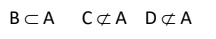 B ⊂ A C ⊄ A D ⊄ A